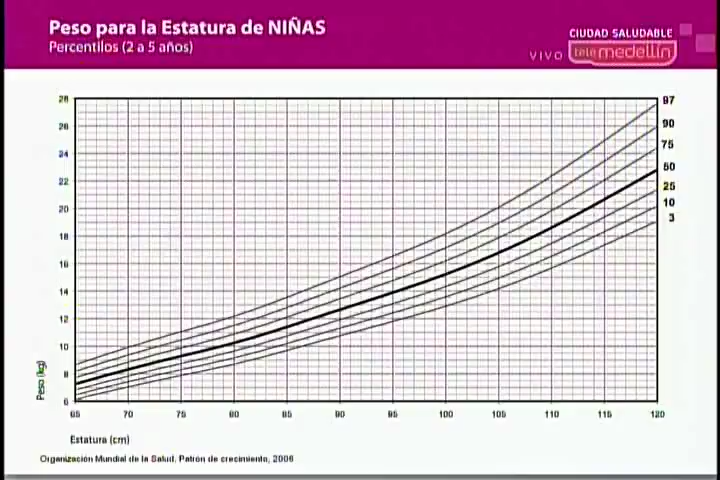 Peso para la Estatura de NIÑAS
Percentilos (2 a 5 años)
CIUDAD SALUDABLE
VIVO telemedellín
28
26
24
22
20
18
16
14
12
10
8
6
97
90
75
50
25
10
3
Peso (kg)
65 70 75 80 85 90 95 100 105 110 115 120
Estatura (cm)
Organización Mundial de la Salud, Patrón de crecimiento, 2006